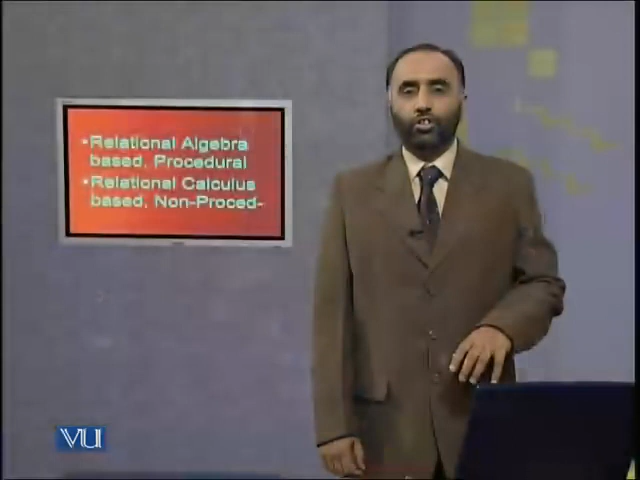 •Relational Algebra
based, Procedural
•Relational Calculus
based, Non-Proced-
VU